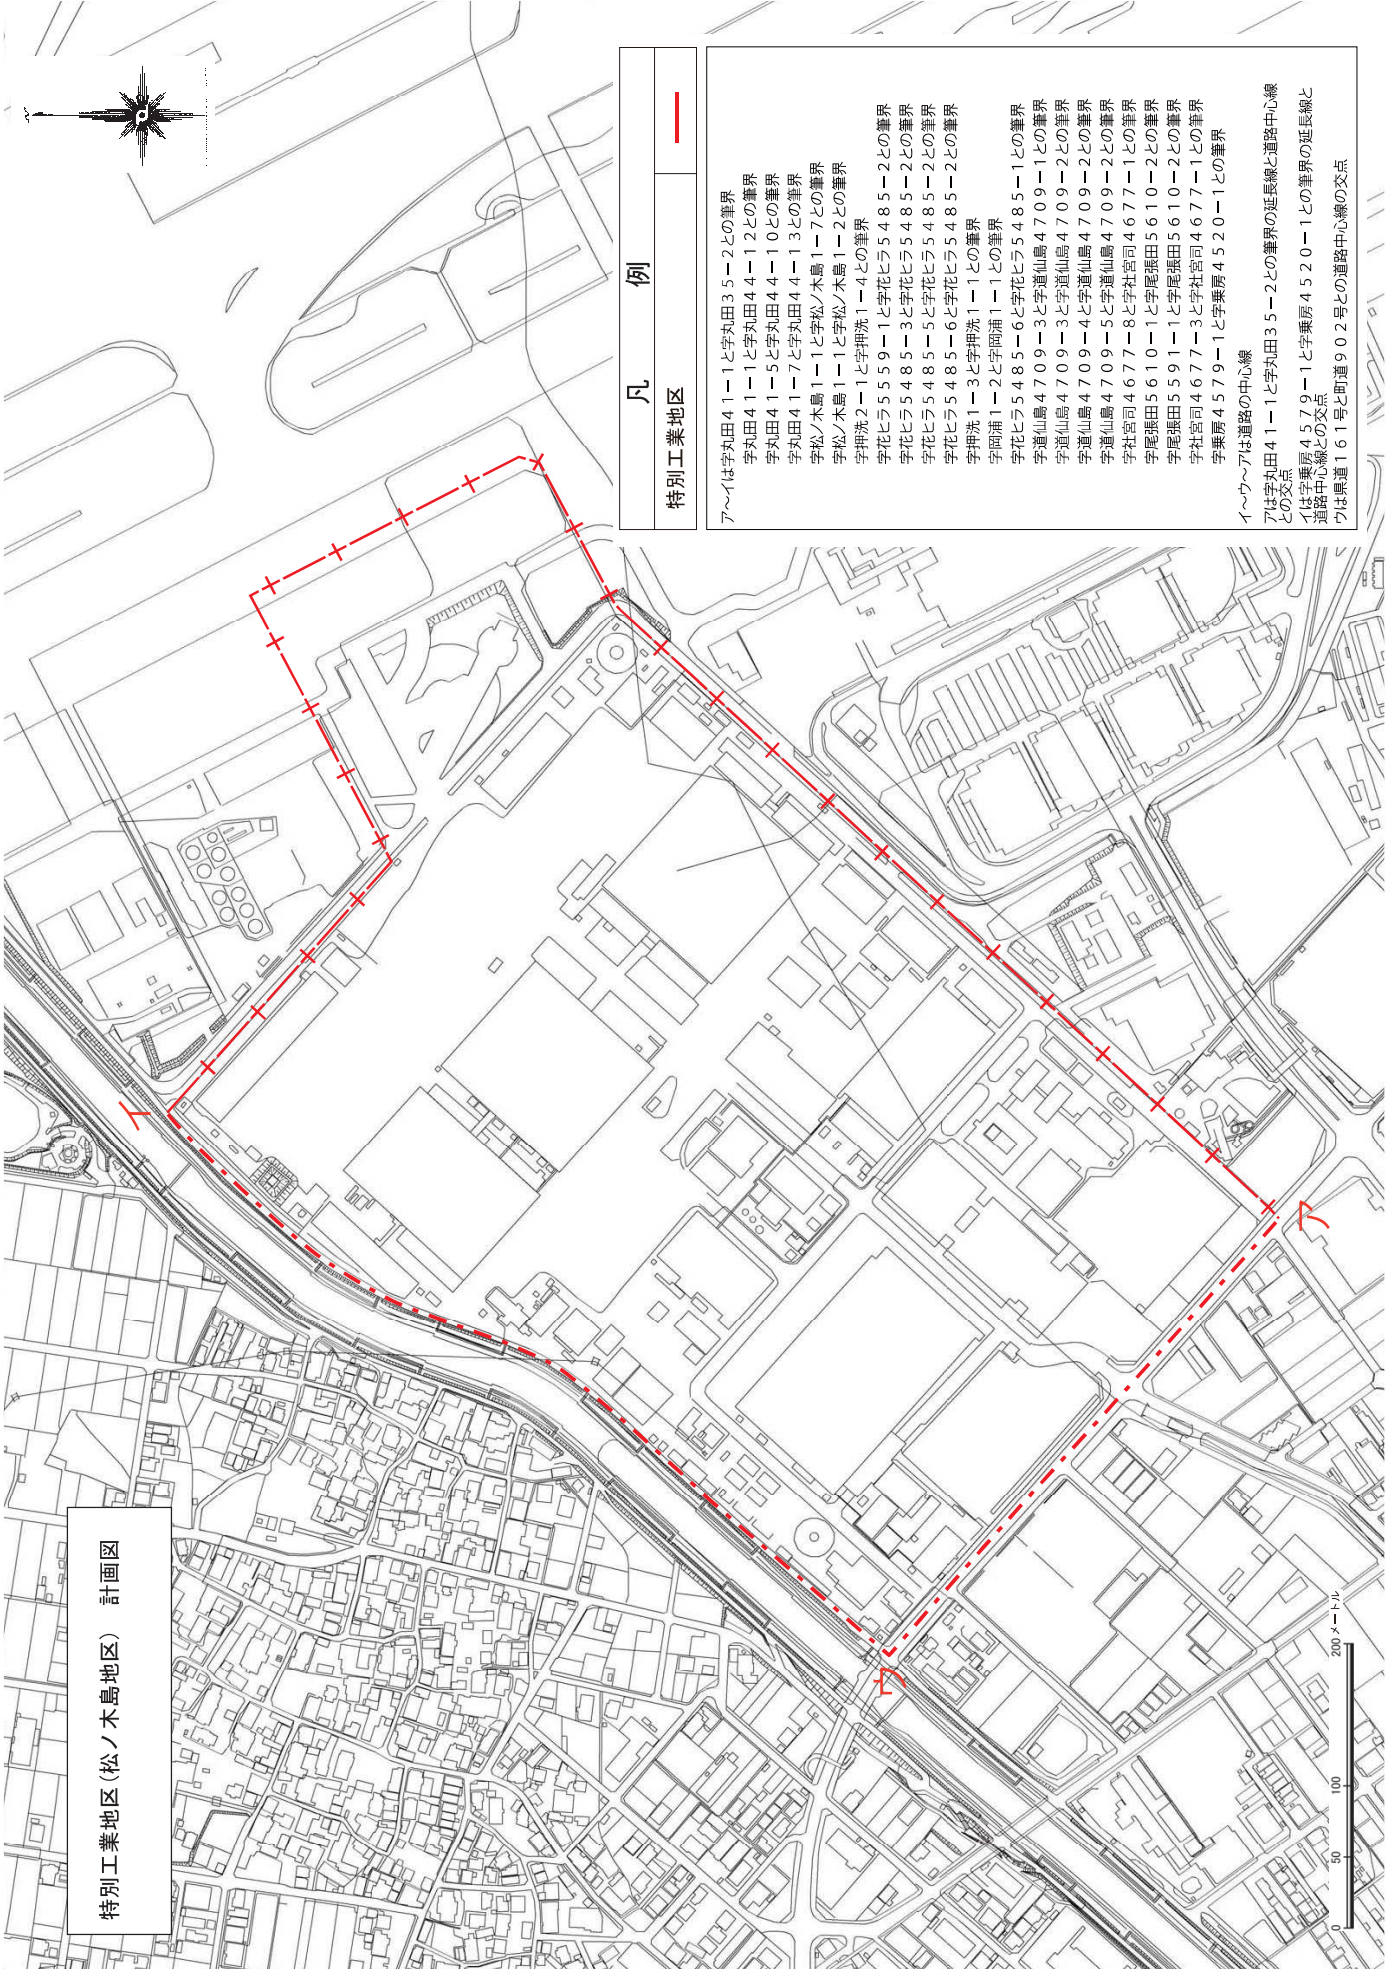 特別工業地区(松ノ木島地区) 計画図
凡 例
特別工業地区
ア～イは字丸田41－1と字丸田35－2との筆界
字丸田41－1と字丸田44－12との筆界
字丸田41－5と字丸田44－10との筆界
字丸田41－7と字丸田44－13との筆界
字松ノ木島1－1と字松ノ木島1－7との筆界
字松ノ木島1－1と字松ノ木島1－2との筆界
字押洗2－1と字押洗1－4との筆界
字花ヒラ5559－1と字花ヒラ5485－2との筆界
字花ヒラ5485－3と字花ヒラ5485－2との筆界
字花ヒラ5485－5と字花ヒラ5485－2との筆界
字花ヒラ5485－6と字花ヒラ5485－2との筆界
字押洗1－3と字押洗1－1との筆界
字岡浦1－2と字岡浦1－1との筆界
字花ヒラ5485－6と字花ヒラ5485－1との筆界
字道仙島4709－3と字道仙島4709－1との筆界
字道仙島4709－3と字道仙島4709－2との筆界
字道仙島4709－4と字道仙島4709－2との筆界
字道仙島4709－5と字道仙島4709－2との筆界
字社宮司4677－8と字社宮司4677－1との筆界
字尾張田5610－1と字尾張田5610－2との筆界
字尾張田5591－1と字尾張田5610－2との筆界
字社宮司4677－3と字社宮司4677－1との筆界
字乗房4579－1と字乗房4520－1との筆界
イ～ウ～アは道路の中心線
アは字丸田41－1と字丸田35－2との筆界の延長線と道路中心線
との交点
イは字乗房4579－1と字乗房4520－1との筆界の延長線と
道路中心線との交点
ウは県道161号と町道902号との道路中心線の交点
イ
ア
ウ
0 50 100 200 メートル